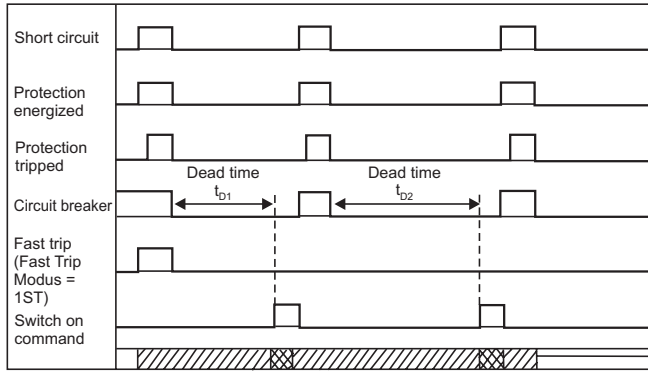 Short circuit
Protection
energized
Protection
tripped
Dead time
tD1
Dead time
tD2
Circuit breaker
Fast trip
(Fast Trip
Modus =
1ST)
Switch on
command